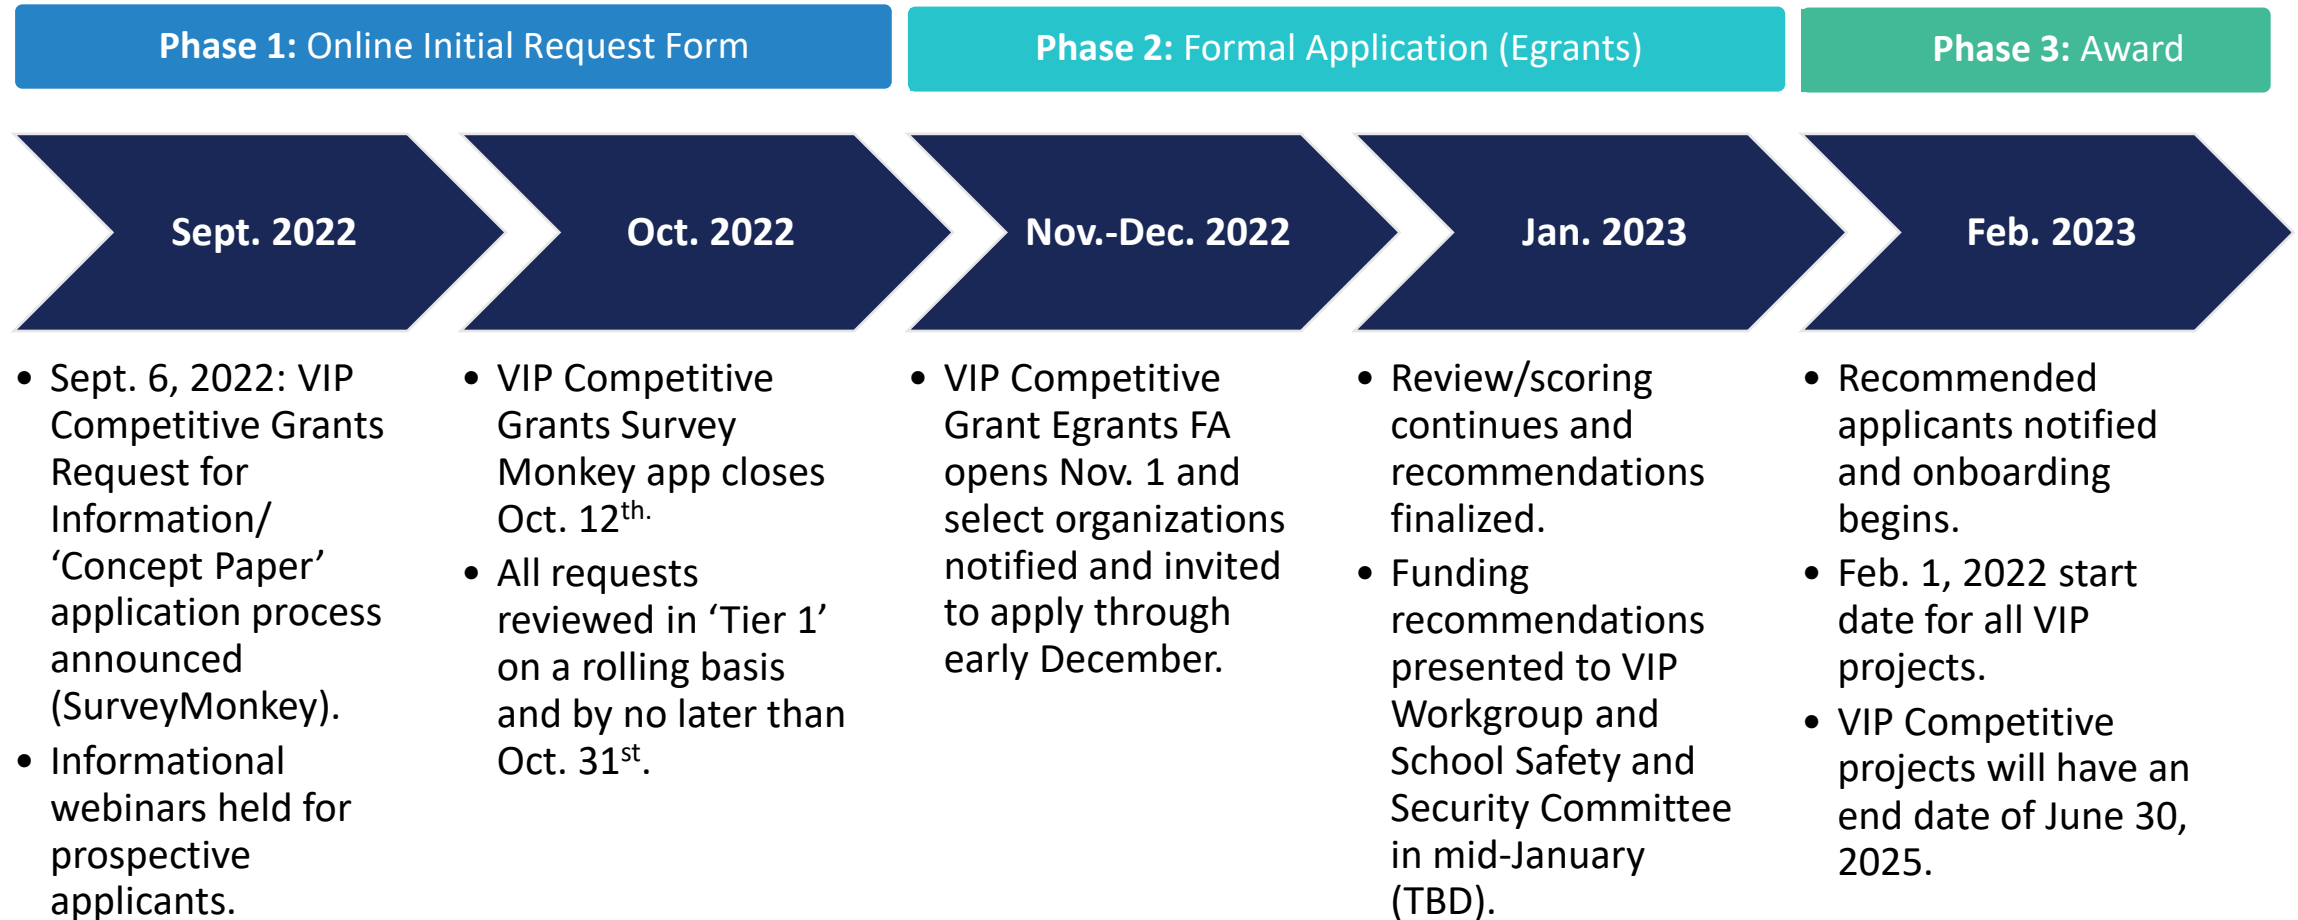 Phase 1: Online Initial Request Form
Phase 2: Formal Application (Egrants)
Phase 3: Award
Sept. 2022
Oct. 2022
Nov.-Dec. 2022
Jan. 2023
Feb. 2023
• Sept. 6, 2022: VIP
Competitive Grants
Request for
Information/
‘Concept Paper’
application process
announced
(SurveyMonkey).
• Informational
webinars held for
prospective
applicants.
• VIP Competitive
Grants Survey
Monkey app closes
Oct. 12th.
• All requests
reviewed in ‘Tier 1’
on a rolling basis
and by no later than
Oct. 31st.
• VIP Competitive
Grant Egrants FA
opens Nov. 1 and
select organizations
notified and invited
to apply through
early December.
• Review/scoring
continues and
recommendations
finalized.
• Funding
recommendations
presented to VIP
Workgroup and
School Safety and
Security Committee
in mid-January
(TBD).
• Recommended
applicants notified
and onboarding
begins.
• Feb. 1, 2022 start
date for all VIP
projects.
• VIP Competitive
projects will have an
end date of June 30,
2025.